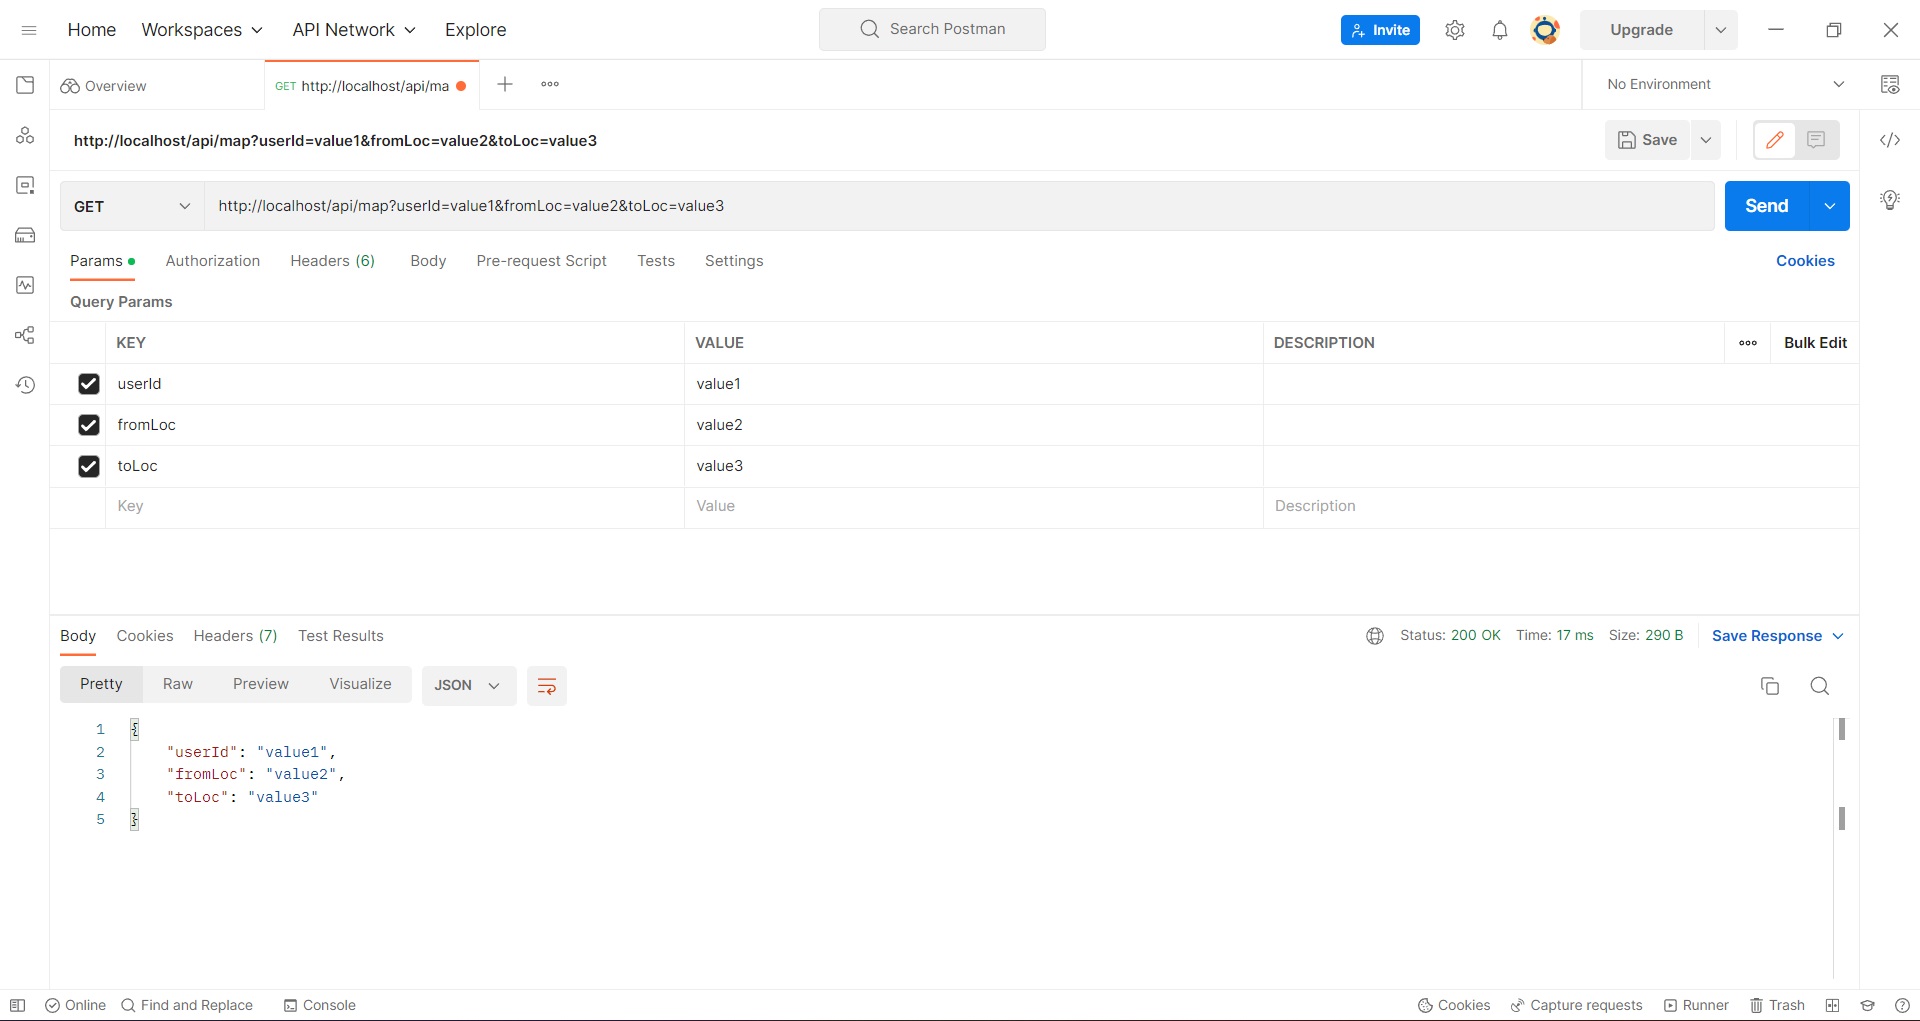 Home Workspaces API Network Explore Search Postman Invite Upgrade
Overview GET http://localhost/api/ma No Environment
http://localhost/api/map?userId=value1&fromLoc=value2&toLoc=value3 Save
GET http://localhost/api/map?userId=value1&fromLoc=value2&toLoc=value3 Send
Params Authorization Headers (6) Body Pre-request Script Tests Settings Cookies
Query Params
KEY VALUE DESCRIPTION Bulk Edit
userId value1
fromLoc value2
toLoc value3
Key Value Description
Body Cookies Headers (7) Test Results Status: 200 OK Time: 17 ms Size: 290 B Save Response
Pretty Raw Preview Visualize JSON
1 {
2 "userId": "value1",
3 "fromLoc": "value2",
4 "toLoc": "value3"
5 }
Online Find and Replace Console Cookies Capture requests Runner Trash